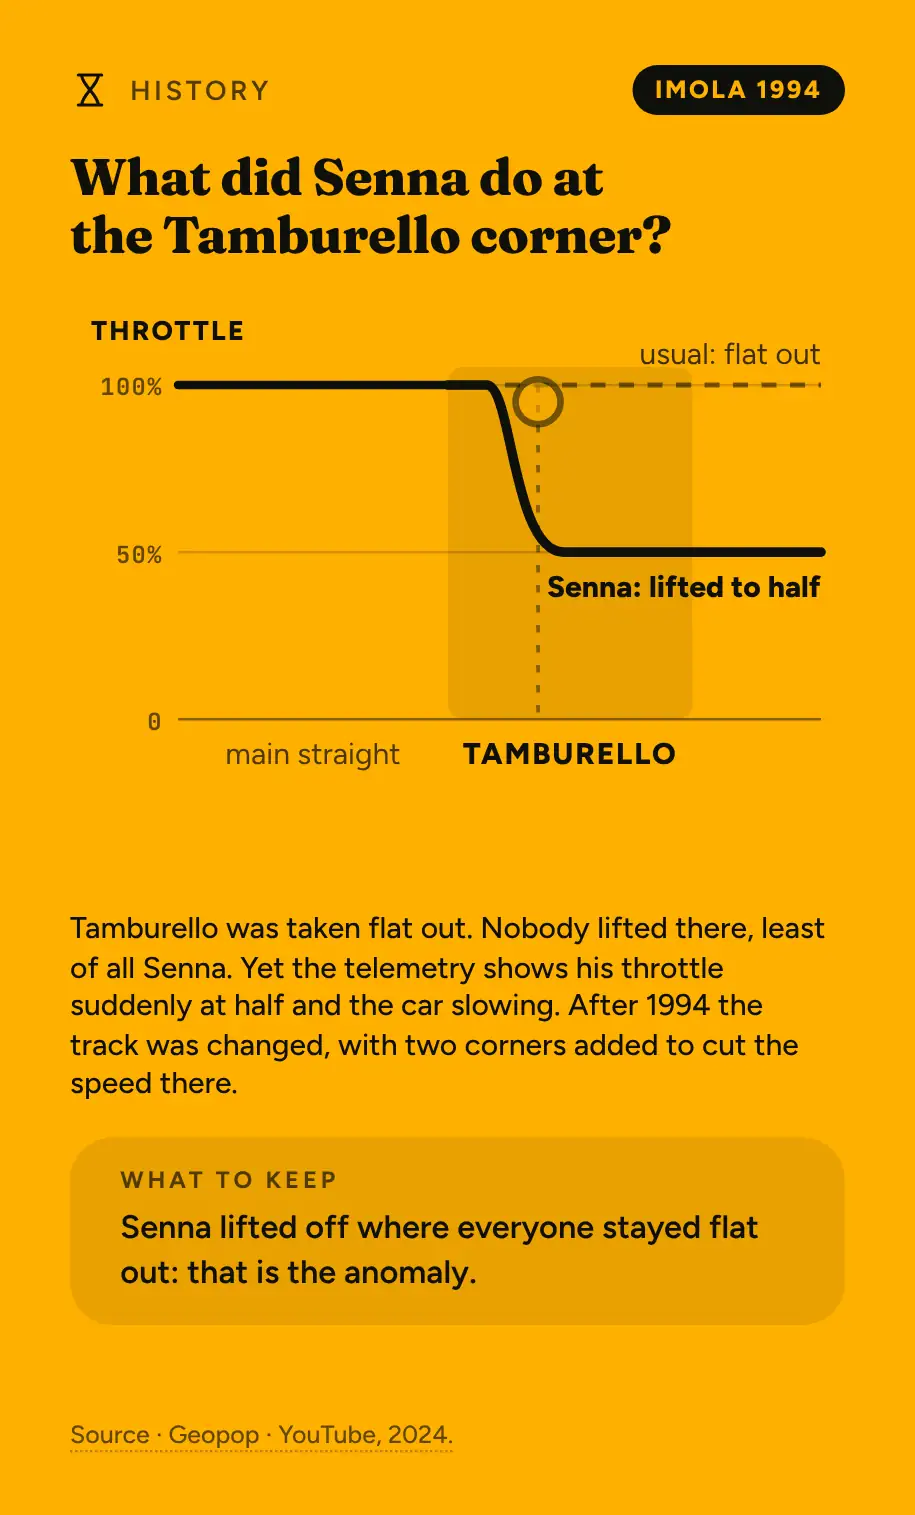 HISTORY
IMOLA 1994
What did Senna do at
the Tamburello corner?
THROTTLE
usual: flat out
100%
50%
Senna: lifted to half
0
main straight
TAMBURELLO
Tamburello was taken flat out. Nobody lifted there, least
of all Senna. Yet the telemetry shows his throttle
suddenly at half and the car slowing. After 1994 the
track was changed, with two corners added to cut the
speed there.
WHAT TO KEEP
Senna lifted off where everyone stayed flat
out: that is the anomaly.
Source · Geopop · YouTube, 2024.